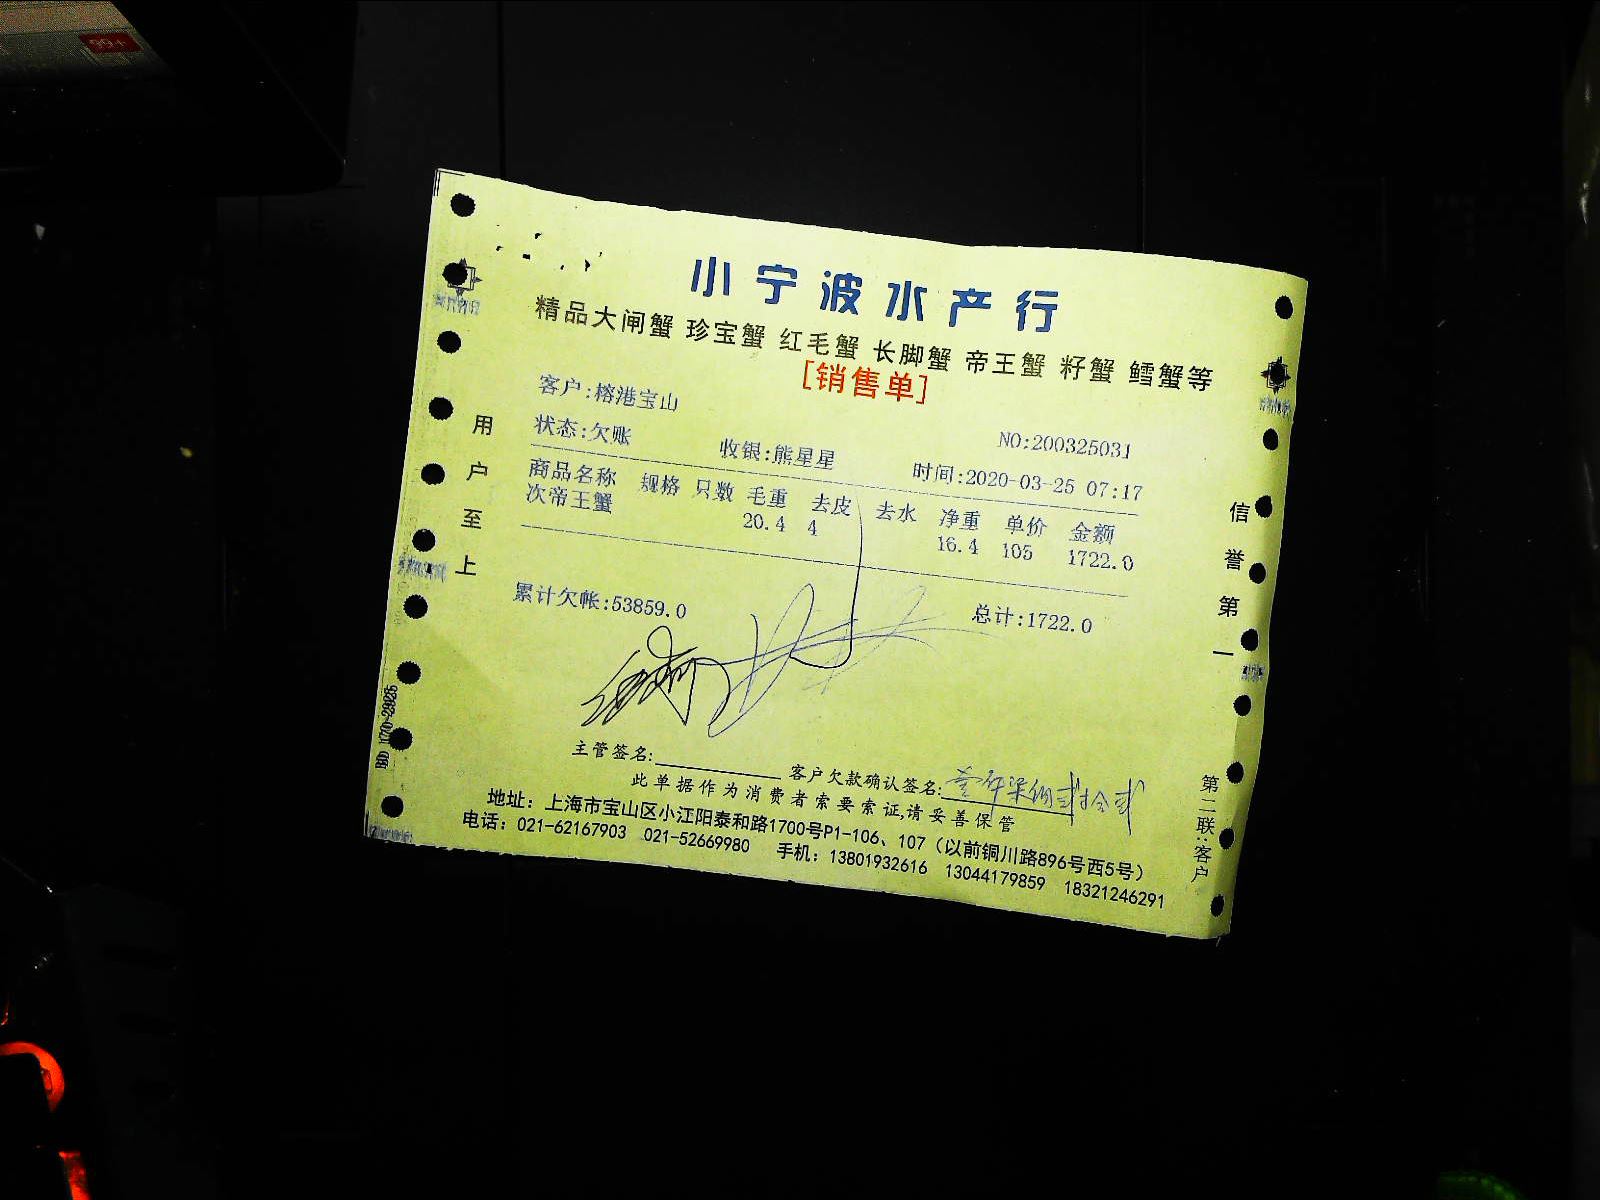 99+
小宁波水产行
精品大闸蟹 珍宝蟹 红毛蟹 长脚蟹 帝王蟹 籽蟹 鳕蟹等
[销售单]
客户:榕港宝山
NO:200325031
状态:欠账 收银:熊星星 时间:2020-03-25 07:17
商品名称 规格 只数 毛重 去皮 去水 净重 单价 金额
次帝王蟹 20.4 4 16.4 105 1722.0
累计欠帐:53859.0 总计:1722.0
主管签名: 客户欠款确认签名:壹仟柒佰贰拾贰
此单据作为消费者索要索证,请妥善保管
地址：上海市宝山区小江阳泰和路1700号P1-106、107（以前铜川路896号西5号）
电话：021-62167903 021-52669980 手机：13801932616 13044179859 18321246291
用户至上
信誉第一
第二联:客户